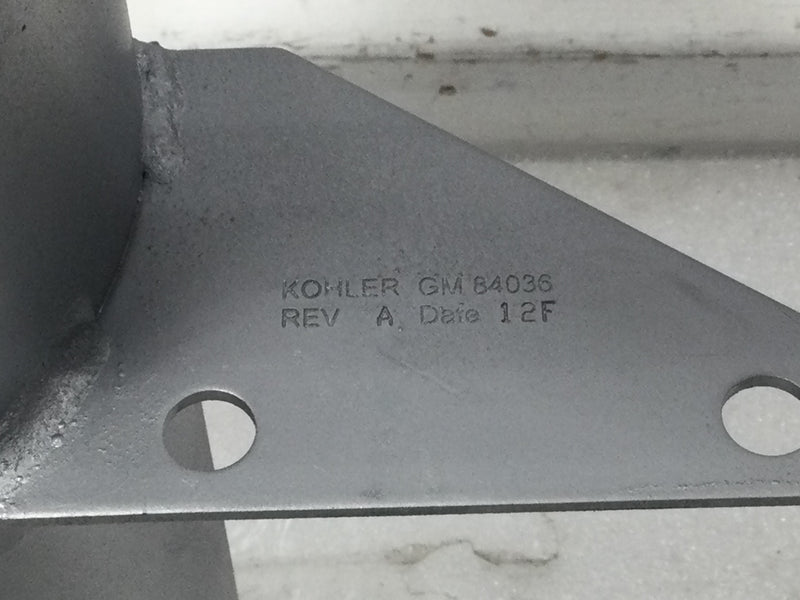 KOHLER GM 84036
REV A Date 12F